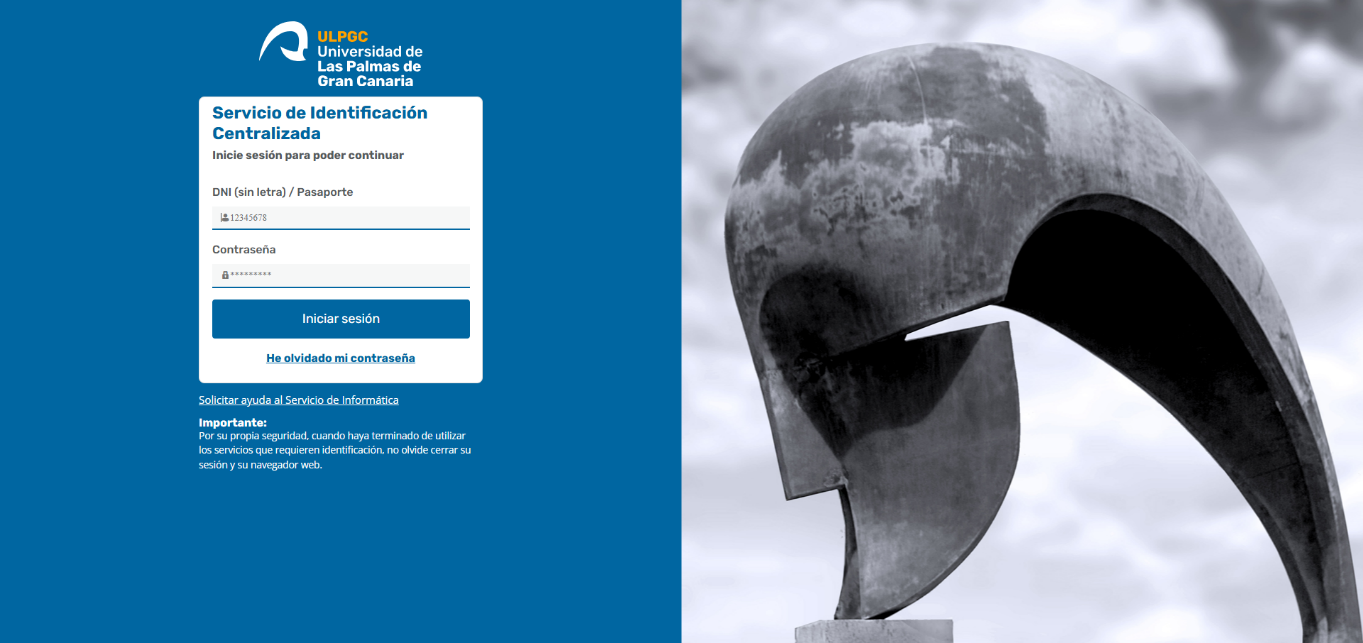 ULPGC
Universidad de
Las Palmas de
Gran Canaria
Servicio de Identificación
Centralizada
Inicie sesión para poder continuar
DNI (sin letra) / Pasaporte
12345678
Contraseña
*********
Iniciar sesión
He olvidado mi contraseña
Solicitar ayuda al Servicio de Informática
Importante:
Por su propia seguridad, cuando haya terminado de utilizar
los servicios que requieren identificación, no olvide cerrar su
sesión y su navegador web.